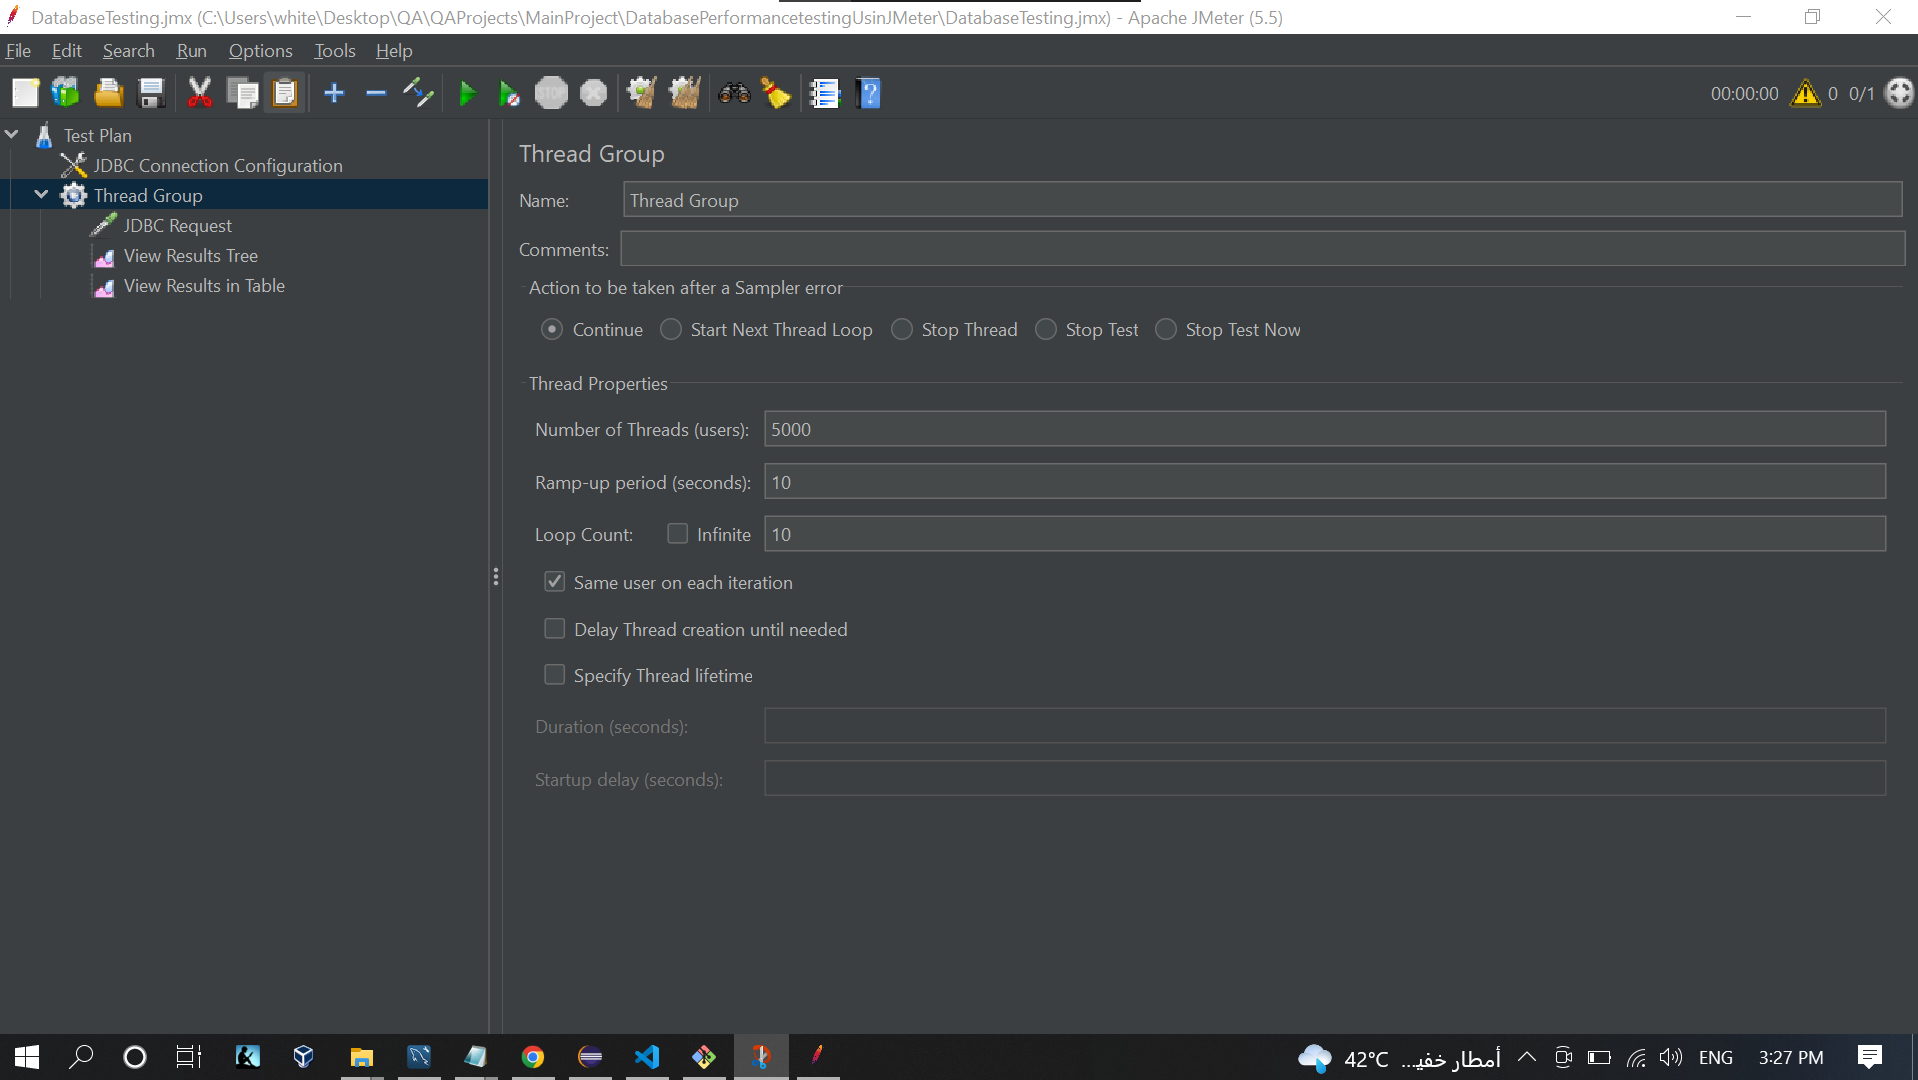 DatabaseTesting.jmx (C:\Users\white\Desktop\QA\QAProjects\MainProject\DatabasePerformancetestingUsinJMeter\DatabaseTesting.jmx) - Apache JMeter (5.5)
File Edit Search Run Options Tools Help
STOP
00:00:00 0 0/1
Test Plan
JDBC Connection Configuration
Thread Group
JDBC Request
View Results Tree
View Results in Table
Thread Group
Name: Thread Group
Comments:
Action to be taken after a Sampler error
Continue Start Next Thread Loop Stop Thread Stop Test Stop Test Now
Thread Properties
Number of Threads (users): 5000
Ramp-up period (seconds): 10
Loop Count: Infinite 10
Same user on each iteration
Delay Thread creation until needed
Specify Thread lifetime
Duration (seconds):
Startup delay (seconds):
42°C أمطار خفيـ... ENG 3:27 PM